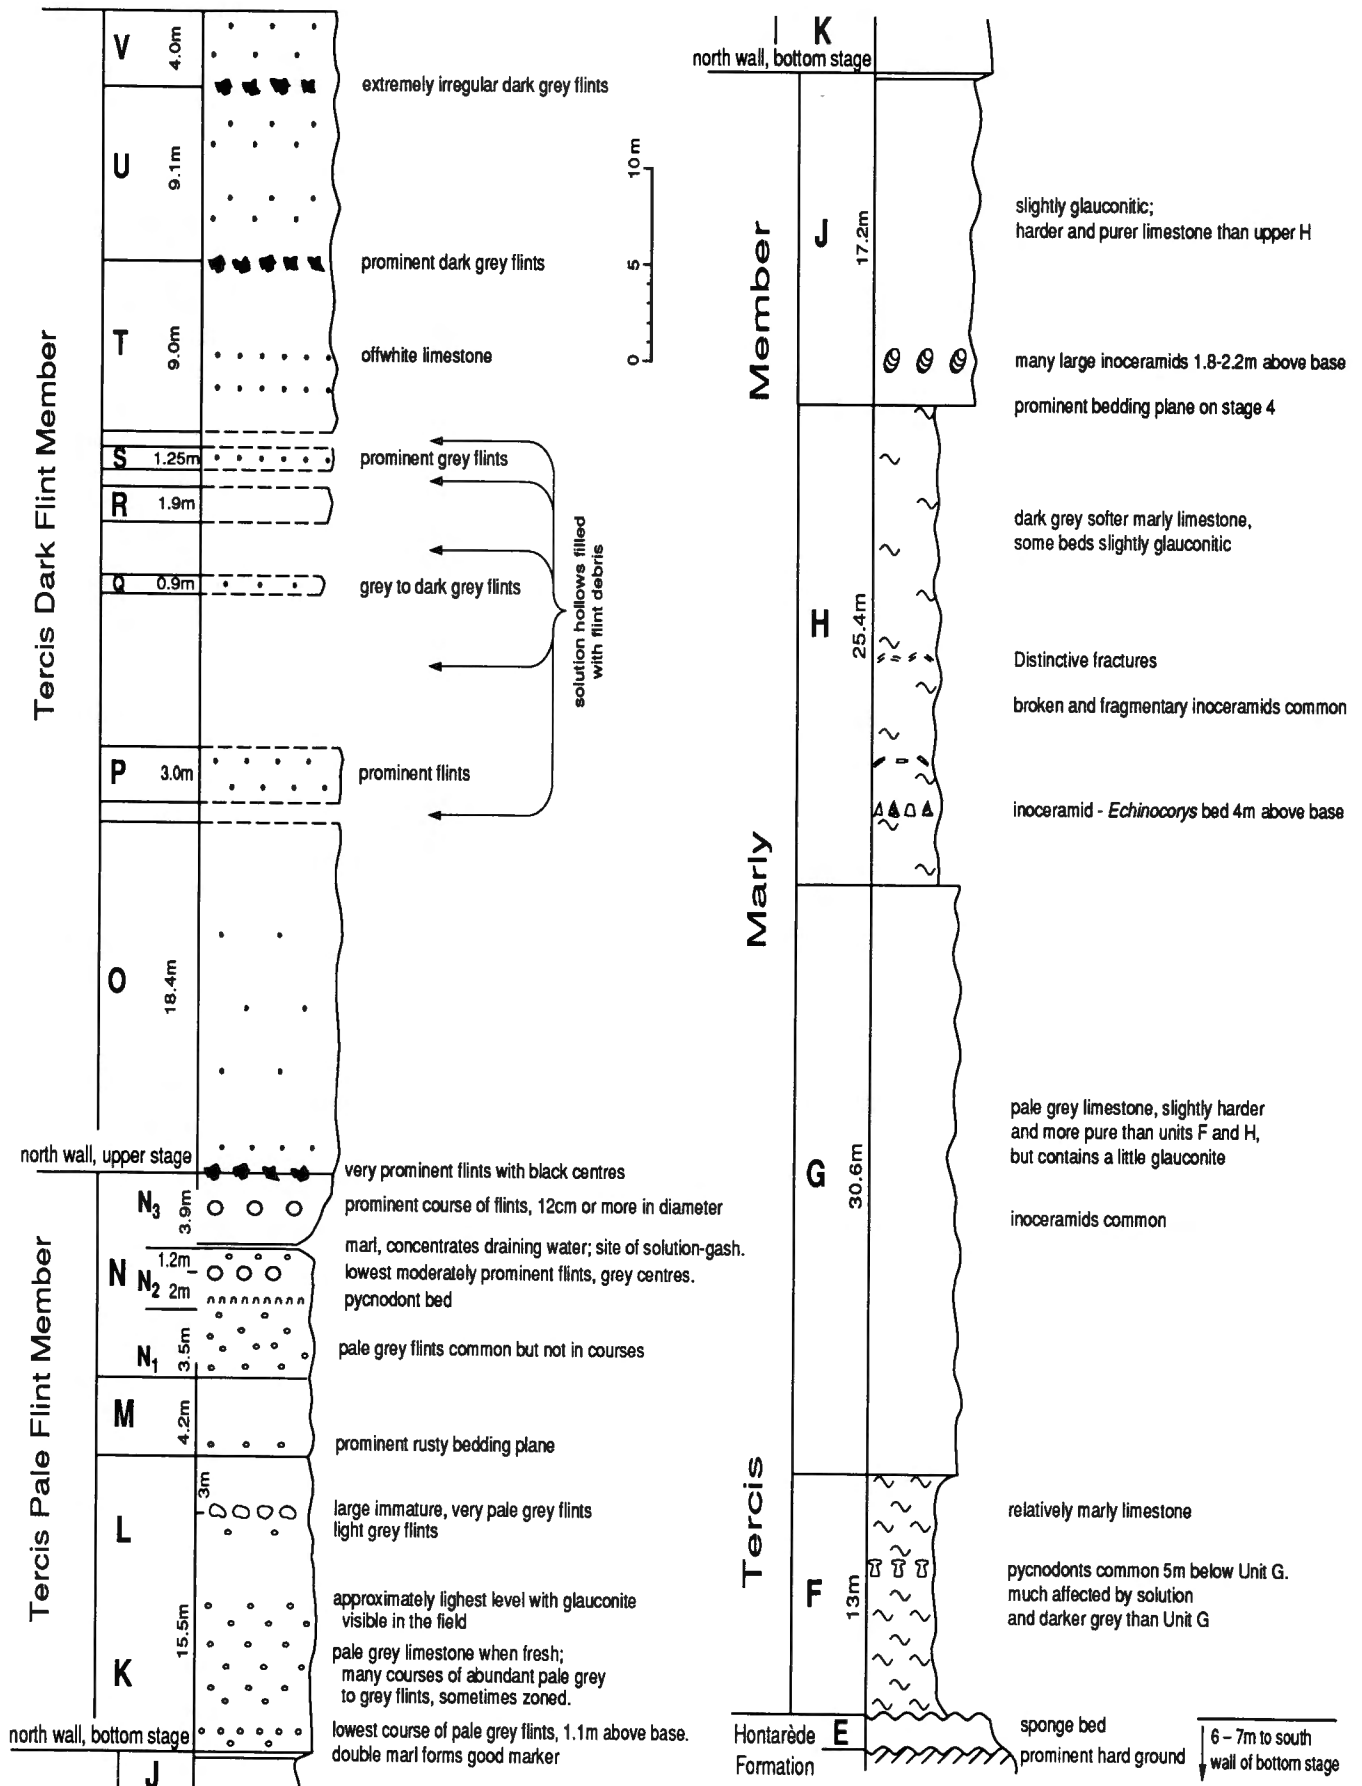 Tercis Dark Flint Member
V
4.0m
extremely irregular dark grey flints
U
9.1m
prominent dark grey flints
T
9.0m
offwhite limestone
S 1.25m
prominent grey flints
R 1.9m
Q 0.9m
grey to dark grey flints
P 3.0m
prominent flints
solution hollows filled
with flint debris
O
18.4m
10m
5
0
north wall, upper stage
very prominent flints with black centres
Tercis Pale Flint Member
N
N3
3.9m
prominent course of flints, 12cm or more in diameter
marl, concentrates draining water; site of solution-gash.
1.2m
lowest moderately prominent flints, grey centres.
N2 2m
pycnodont bed
N1
3.5m
pale grey flints common but not in courses
M
4.2m
prominent rusty bedding plane
L
3m
large immature, very pale grey flints
light grey flints
15.5m
approximately lighest level with glauconite
visible in the field
K
pale grey limestone when fresh;
many courses of abundant pale grey
to grey flints, sometimes zoned.
north wall, bottom stage
lowest course of pale grey flints, 1.1m above base.
double marl forms good marker
J
K
north wall, bottom stage
Tercis Marly Member
J
17.2m
slightly glauconitic;
harder and purer limestone than upper H
many large inoceramids 1.8-2.2m above base
prominent bedding plane on stage 4
H
25.4m
dark grey softer marly limestone,
some beds slightly glauconitic
Distinctive fractures
broken and fragmentary inoceramids common
inoceramid - Echinocorys bed 4m above base
G
30.6m
pale grey limestone, slightly harder
and more pure than units F and H,
but contains a little glauconite
inoceramids common
F
13m
relatively marly limestone
pycnodonts common 5m below Unit G.
much affected by solution
and darker grey than Unit G
Hontarède
Formation
E
sponge bed
prominent hard ground
6 – 7m to south
wall of bottom stage